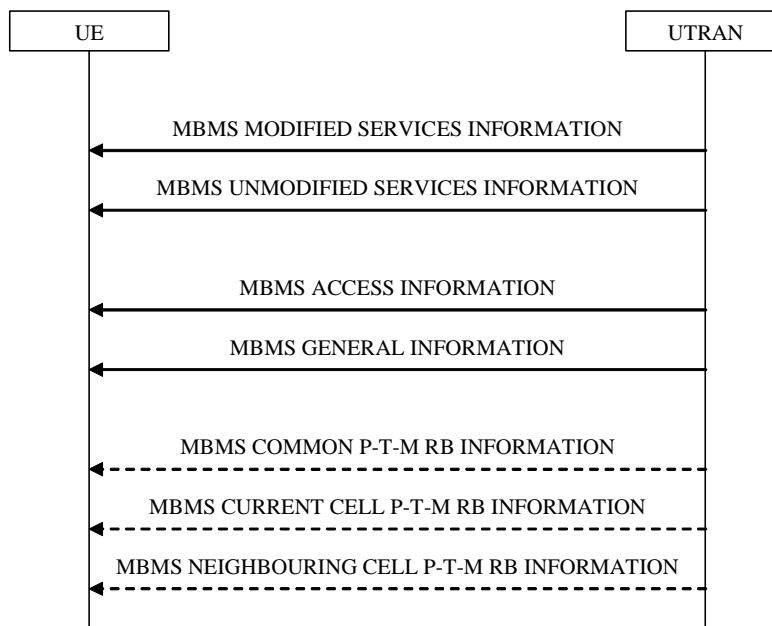 UE
UTRAN
MBMS MODIFIED SERVICES INFORMATION
MBMS UNMODIFIED SERVICES INFORMATION
MBMS ACCESS INFORMATION
MBMS GENERAL INFORMATION
MBMS COMMON P-T-M RB INFORMATION
MBMS CURRENT CELL P-T-M RB INFORMATION
MBMS NEIGHBOURING CELL P-T-M RB INFORMATION